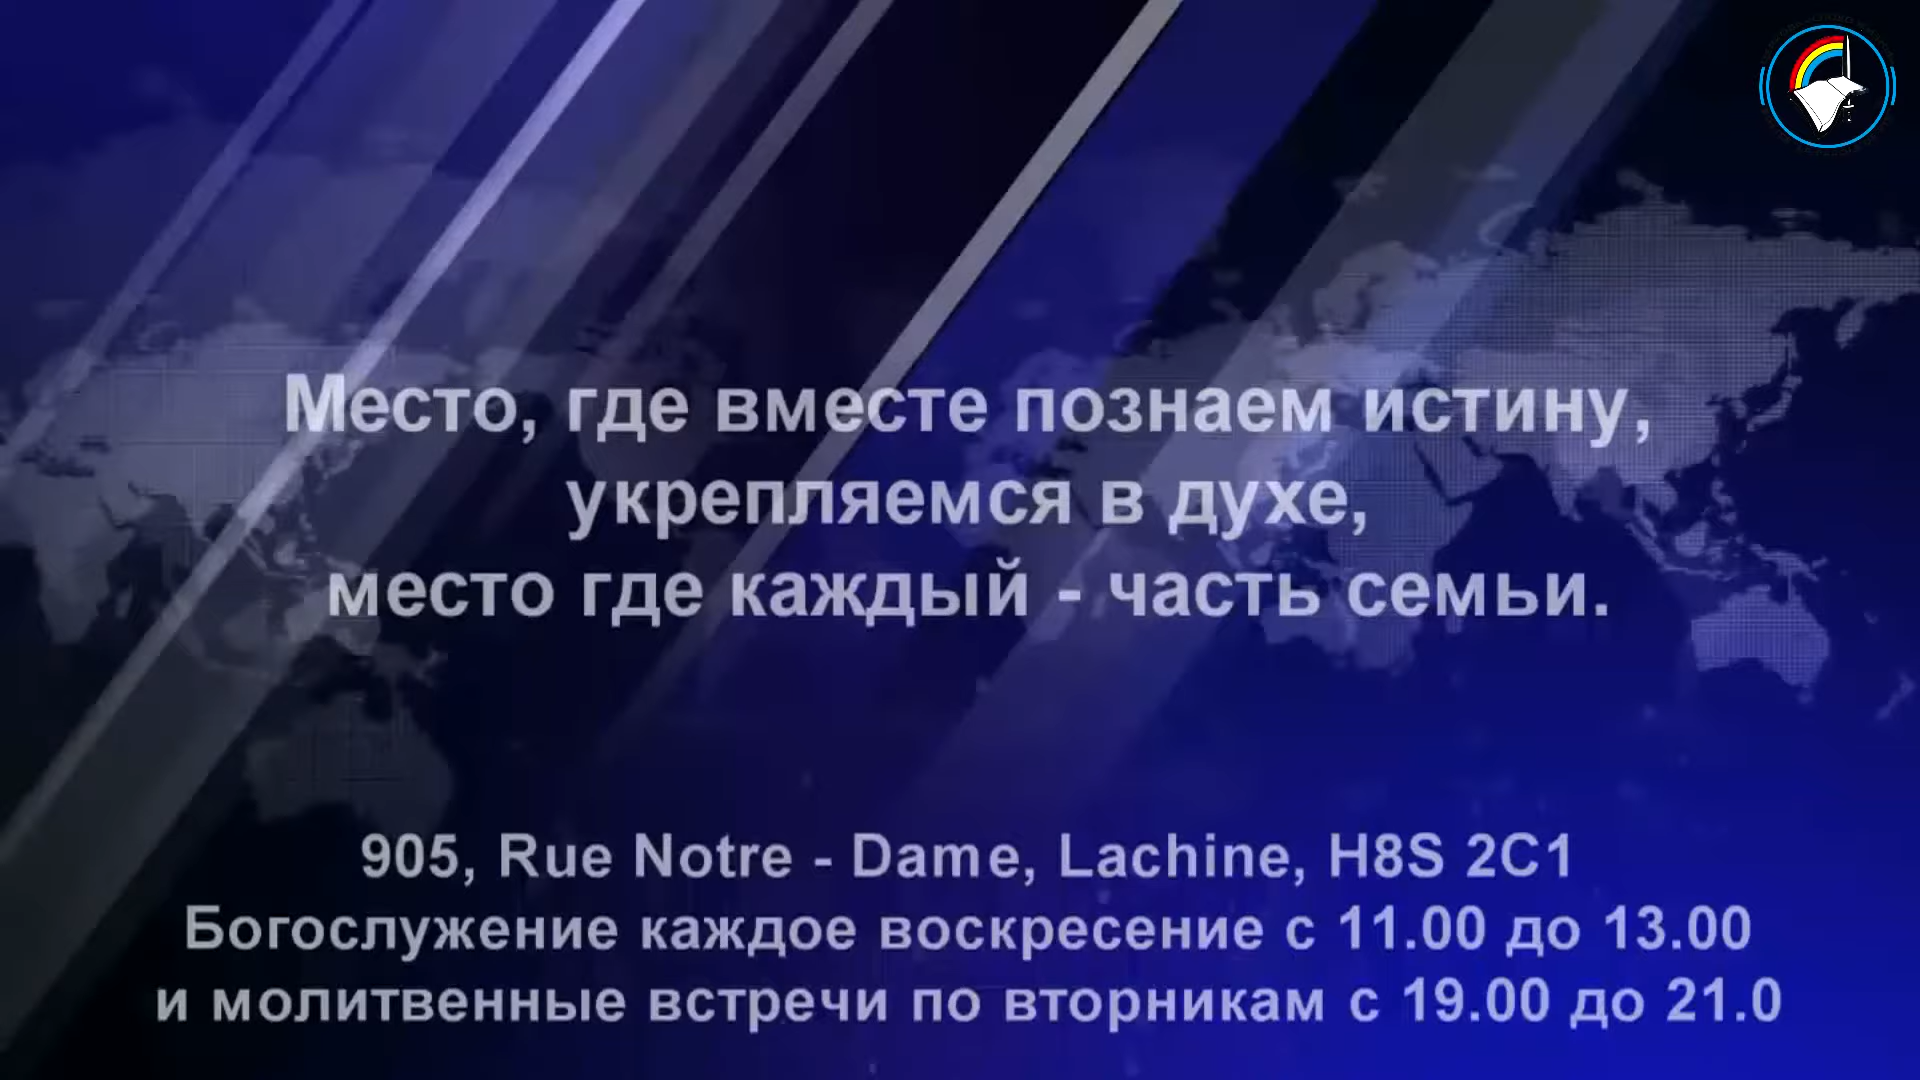 Место, где вместе познаем истину,
укрепляемся в духе,
место где каждый - часть семьи.
905, Rue Notre - Dame, Lachine, H8S 2C1
Богослужение каждое воскресение с 11.00 до 13.00
и молитвенные встречи по вторникам с 19.00 до 21.0